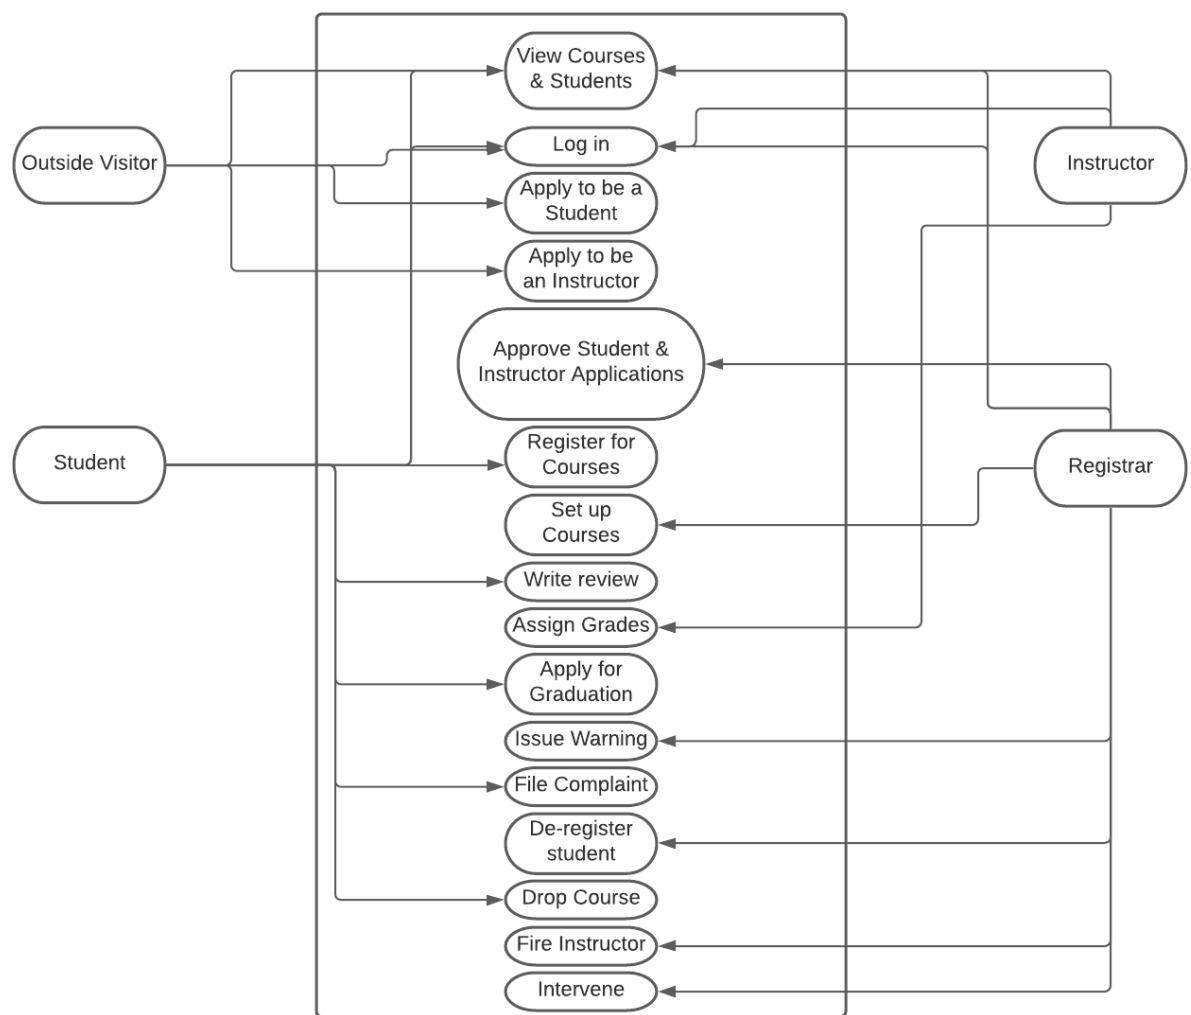 View Courses
& Students
Outside Visitor
Log in
Instructor
Apply to be a
Student
Apply to be
an Instructor
Approve Student &
Instructor Applications
Student
Register for
Courses
Registrar
Set up
Courses
Write review
Assign Grades
Apply for
Graduation
Issue Warning
File Complaint
De-register
student
Drop Course
Fire Instructor
Intervene